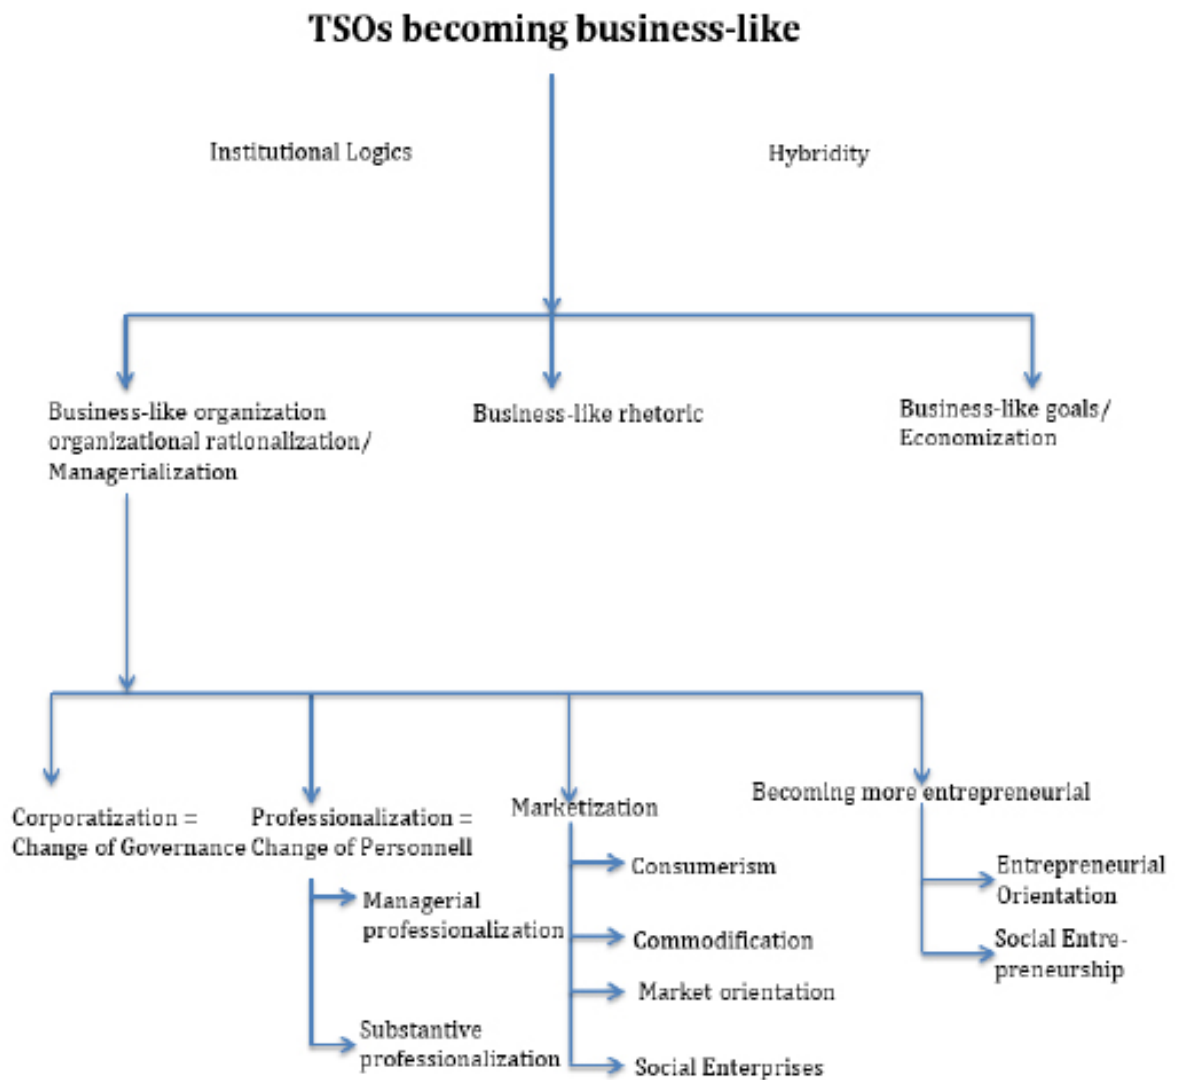 TSOs becoming business-like
Institutional Logics
Hybridity
Business-like organization
organizational rationalization/
Managerialization
Business-like rhetoric
Business-like goals/
Economization
Corporatization =
Change of Governance
Professionalization =
Change of Personnell
Managerial
professionalization
Substantive
professionalization
Marketization
Consumerism
Commodification
Market orientation
Social Enterprises
Becoming more entrepreneurial
Entrepreneurial
Orientation
Social Entre-
preneurship